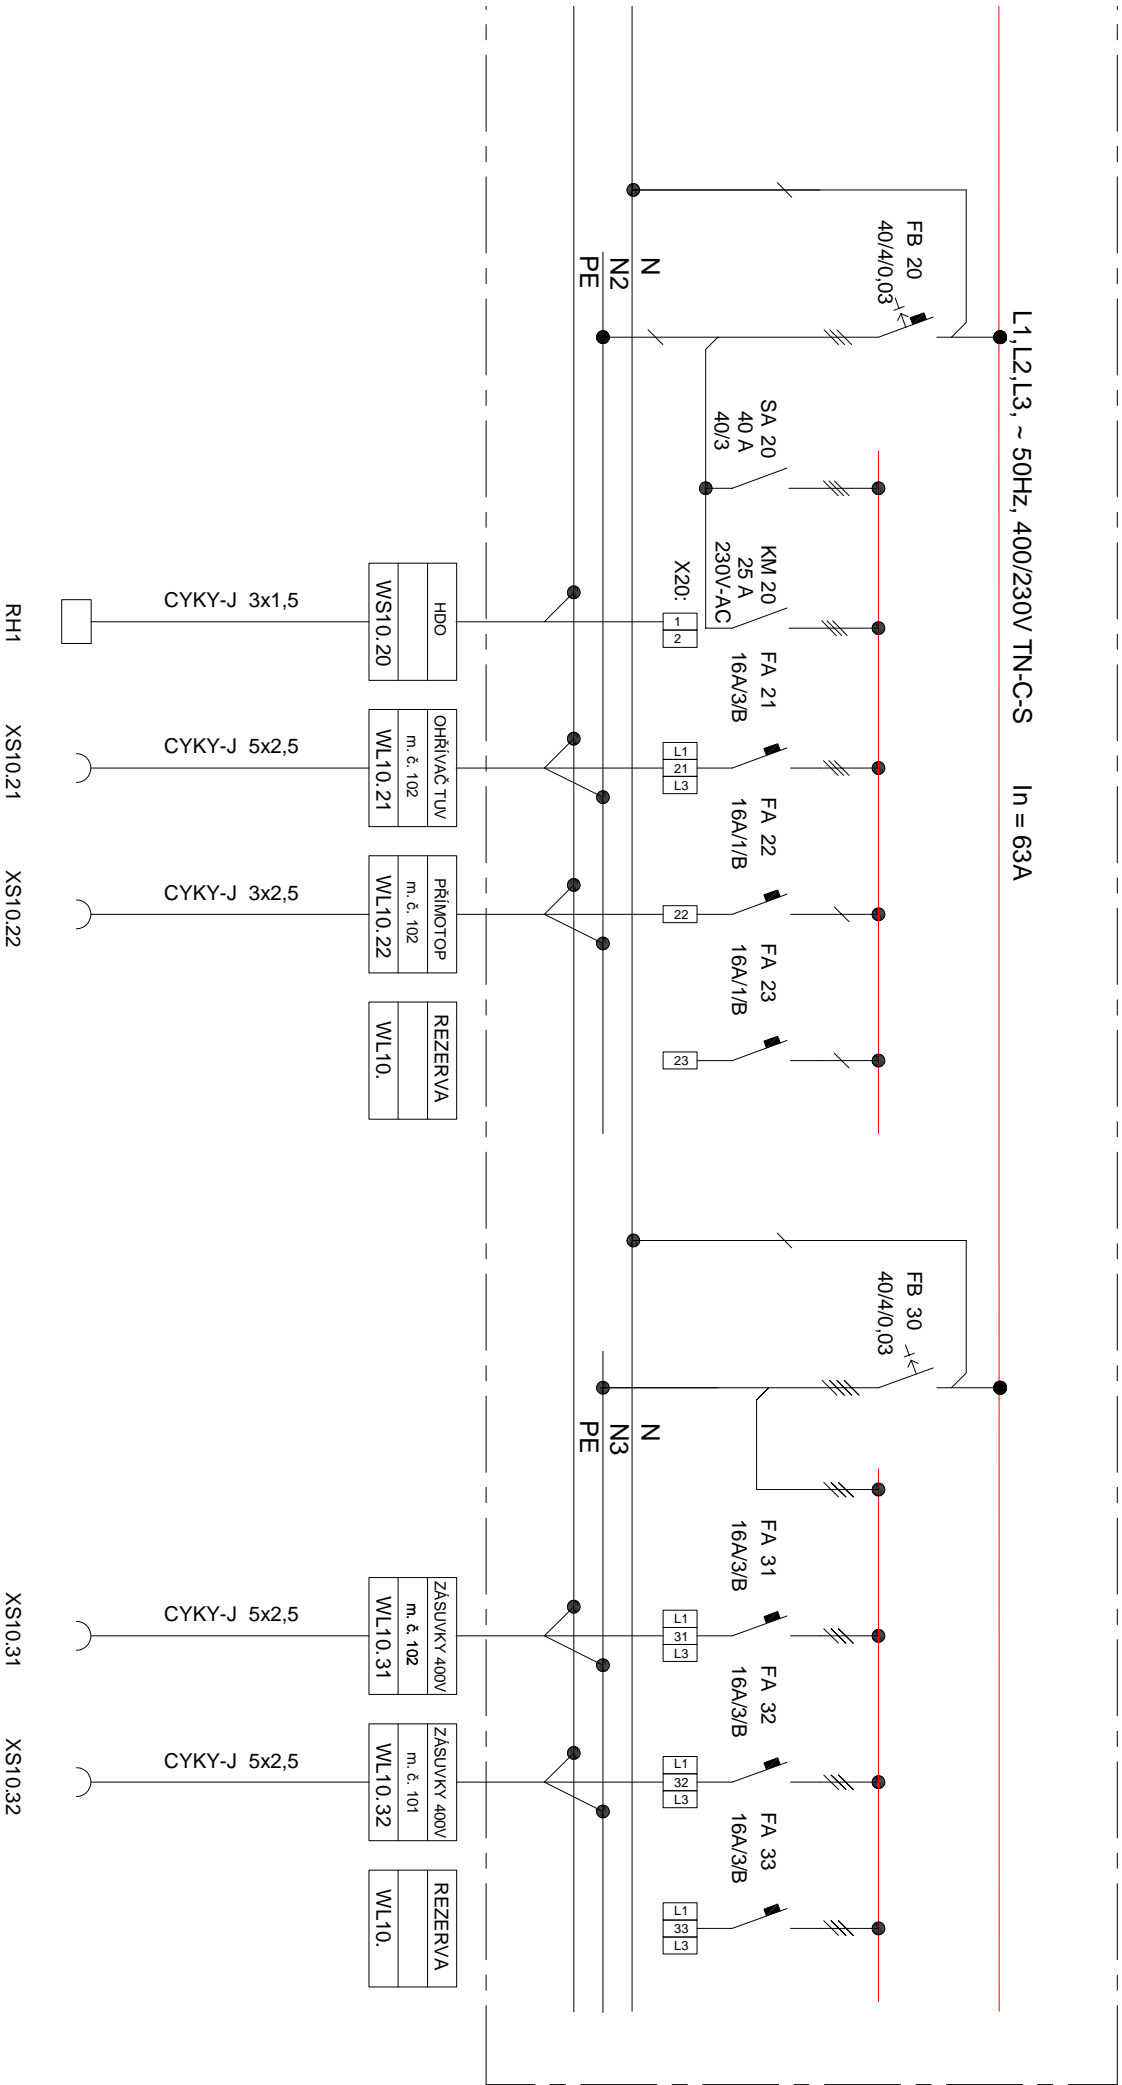 L1,L2,L3, ~ 50Hz, 400/230V TN-C-S In = 63A
FB 20
40/4/0,03
N
N2
PE
SA 20
40 A
40/3
KM 20
25 A
230V-AC
X20:
1
2
FA 21
16A/3/B
L1
21
L3
FA 22
16A/1/B
22
FA 23
16A/1/B
23
HDO
WS10.20
CYKY-J 3x1,5
RH1
OHŘÍVAČ TUV
m. č. 102
WL10.21
CYKY-J 5x2,5
XS10.21
PŘÍMOTOP
m. č. 102
WL10.22
CYKY-J 3x2,5
XS10.22
REZERVA
WL10.
FB 30
40/4/0,03
N
N3
PE
FA 31
16A/3/B
L1
31
L3
FA 32
16A/3/B
L1
32
L3
FA 33
16A/3/B
L1
33
L3
ZÁSUVKY 400V
m. č. 102
WL10.31
CYKY-J 5x2,5
XS10.31
ZÁSUVKY 400V
m. č. 101
WL10.32
CYKY-J 5x2,5
XS10.32
REZERVA
WL10.